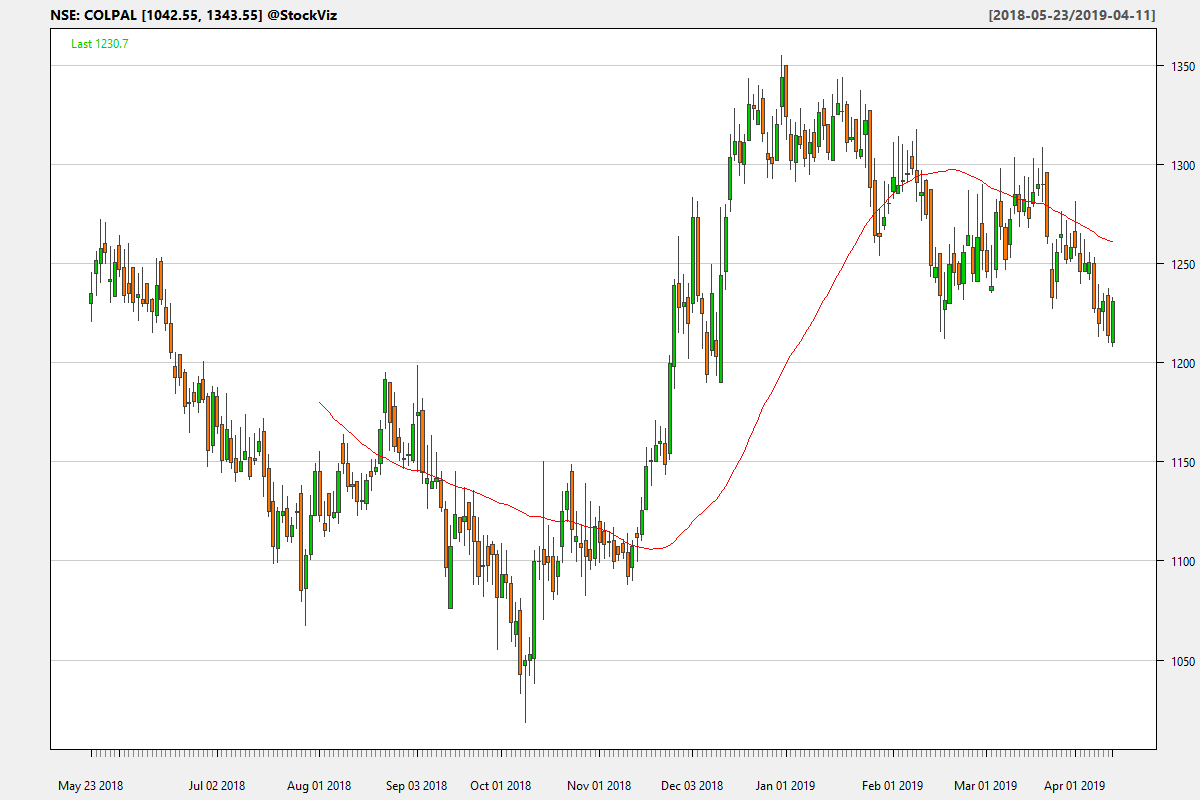 NSE: COLPAL [1042.55, 1343.55] @StockViz
[2018-05-23/2019-04-11]
Last 1230.7
1350
1300
1250
1200
1150
1100
1050
May 23 2018 Jul 02 2018 Aug 01 2018 Sep 03 2018 Oct 01 2018 Nov 01 2018 Dec 03 2018 Jan 01 2019 Feb 01 2019 Mar 01 2019 Apr 01 2019